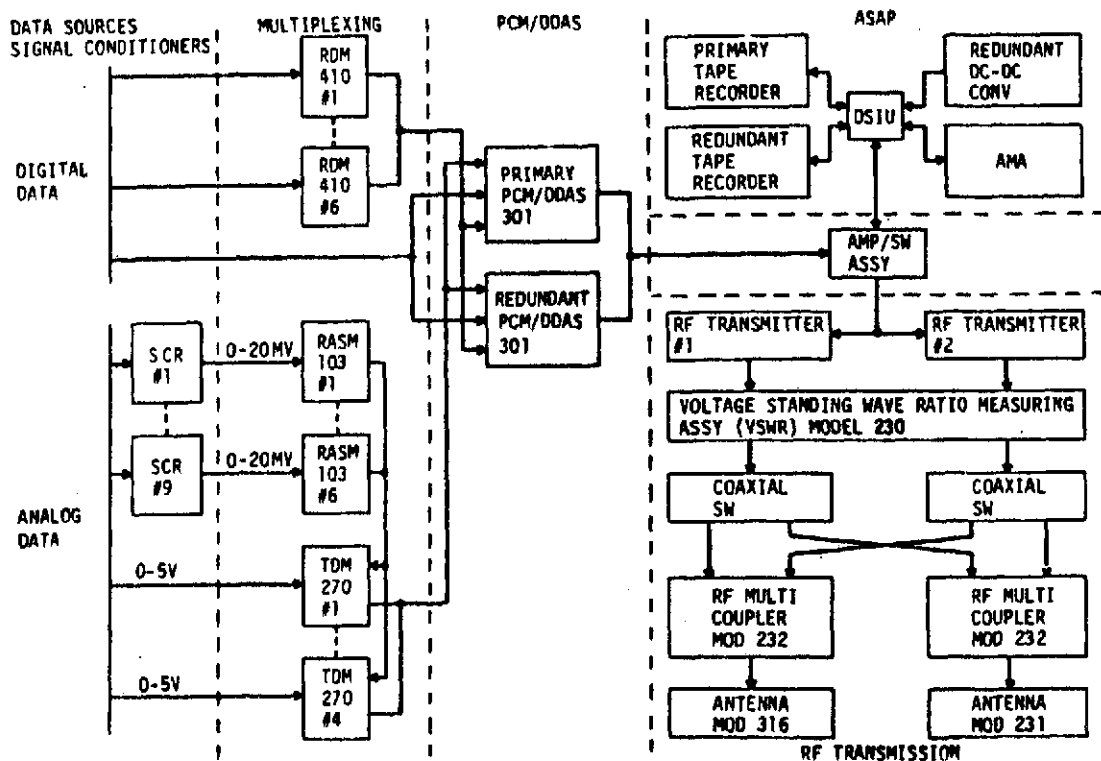 DATA SOURCES
SIGNAL CONDITIONERS
MULTIPLEXING
PCM/DDAS
ASAP
DIGITAL
DATA
RDM
410
#1
RDM
410
#6
PRIMARY
PCM/DDAS
301
REDUNDANT
PCM/DDAS
301
PRIMARY
TAPE
RECORDER
REDUNDANT
DC-DC
CONV
DSIU
REDUNDANT
TAPE
RECORDER
AMA
AMP/SW
ASSY
ANALOG
DATA
SCR
#1
0-20MV
RASM
103
#1
SCR
#9
0-20MV
RASM
103
#6
0-5V
TDM
270
#1
0-5V
TDM
270
#4
RF TRANSMITTER
#1
RF TRANSMITTER
#2
VOLTAGE STANDING WAVE RATIO MEASURING
ASSY (VSWR) MODEL 230
COAXIAL
SW
COAXIAL
SW
RF MULTI
COUPLER
MOD 232
RF MULTI
COUPLER
MOD 232
ANTENNA
MOD 316
ANTENNA
MOD 231
RF TRANSMISSION